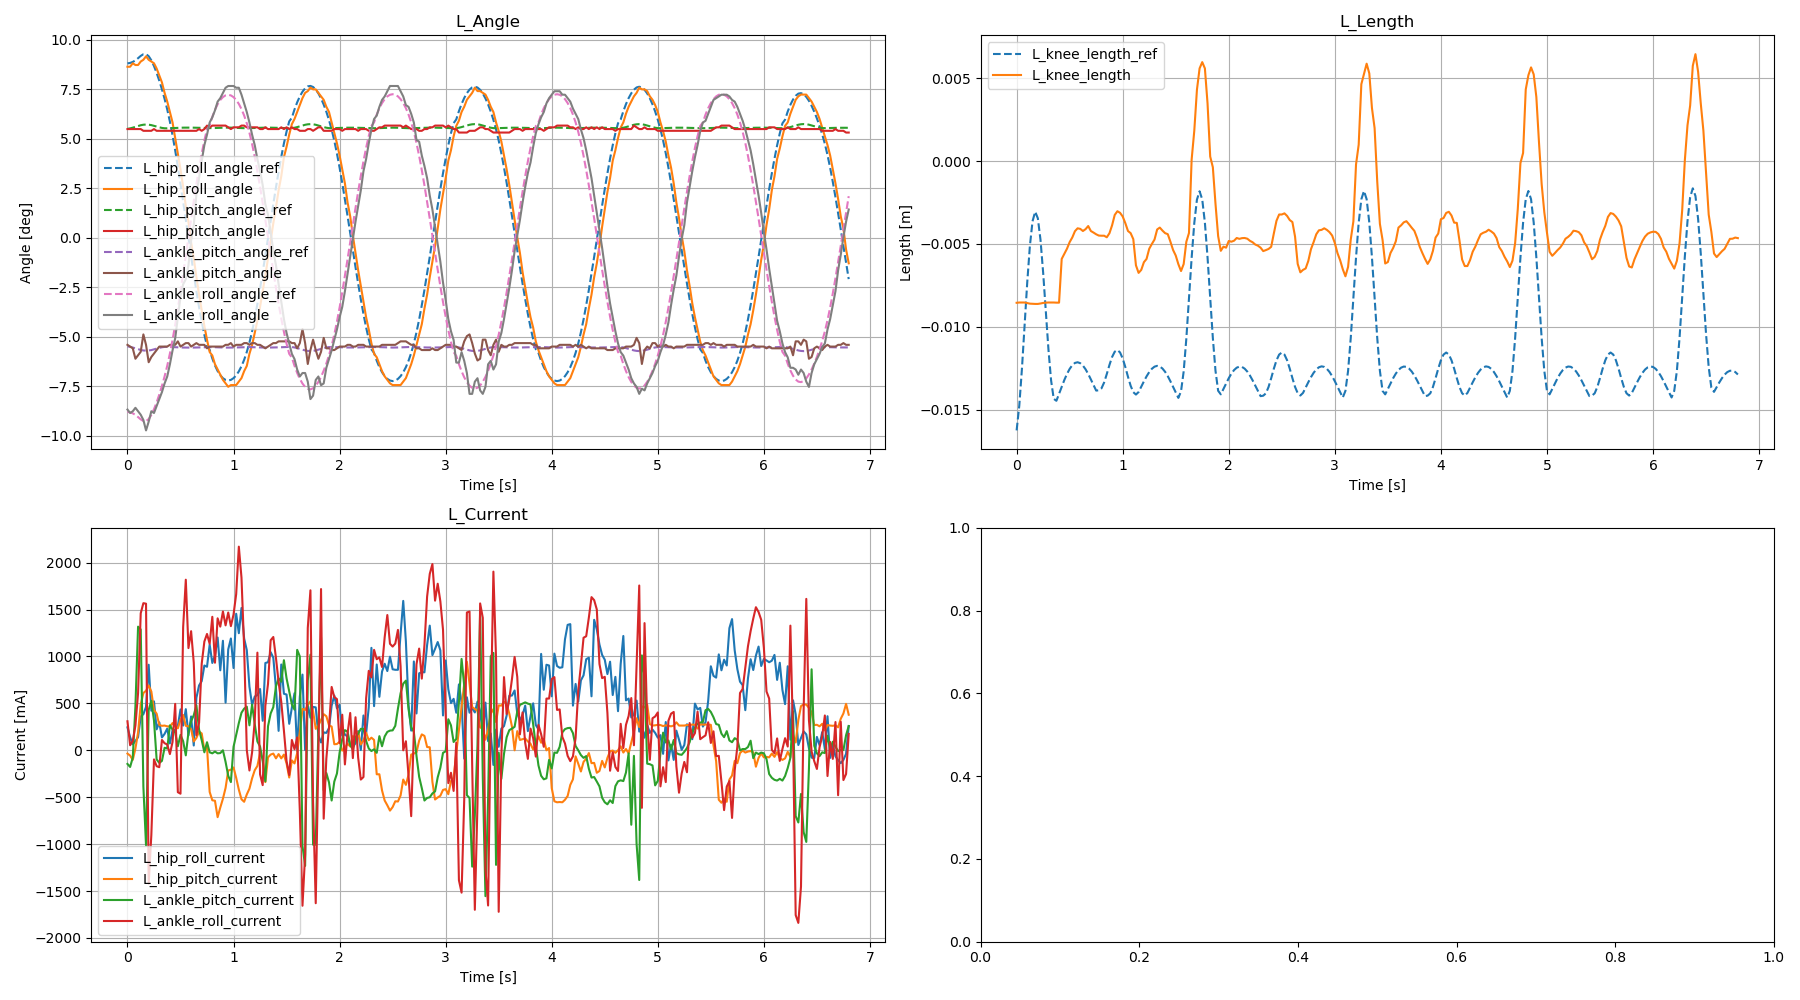 L_Angle
10.0
7.5
5.0
2.5
0.0
−2.5
−5.0
−7.5
−10.0
Angle [deg]
L_hip_roll_angle_ref
L_hip_roll_angle
L_hip_pitch_angle_ref
L_hip_pitch_angle
L_ankle_pitch_angle_ref
L_ankle_pitch_angle
L_ankle_roll_angle_ref
L_ankle_roll_angle
0 1 2 3 4 5 6 7
Time [s]
L_Length
L_knee_length_ref
L_knee_length
0.005
0.000
−0.005
−0.010
−0.015
Length [m]
0 1 2 3 4 5 6 7
Time [s]
L_Current
2000
1500
1000
500
0
−500
−1000
−1500
−2000
Current [mA]
L_hip_roll_current
L_hip_pitch_current
L_ankle_pitch_current
L_ankle_roll_current
0 1 2 3 4 5 6 7
Time [s]
1.0
0.8
0.6
0.4
0.2
0.0
0.0 0.2 0.4 0.6 0.8 1.0